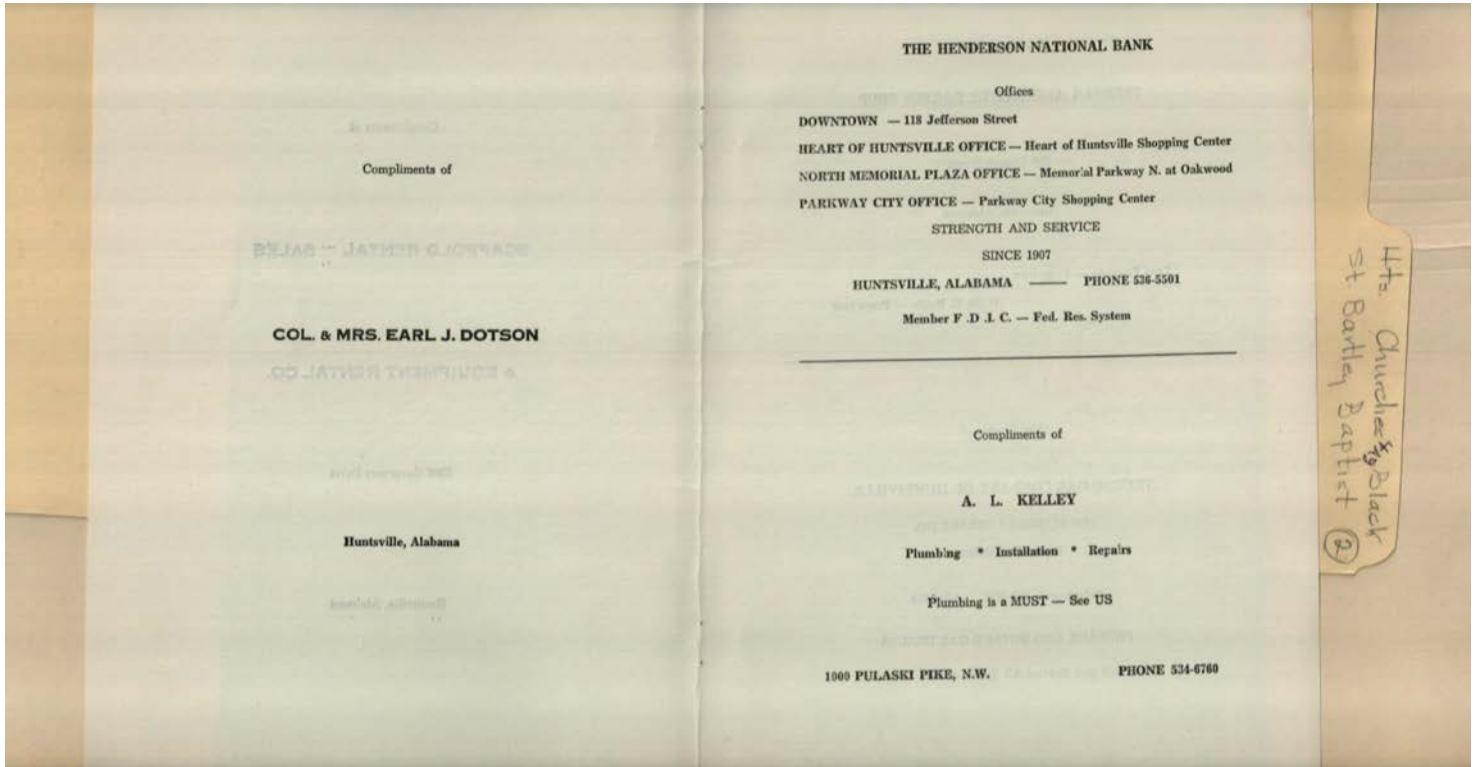 Compliments of
COL. & MRS. EARL J. DOTSON
Huntsville, Alabama
THE HENDERSON NATIONAL BANK
Offices
DOWNTOWN — 118 Jefferson Street
HEART OF HUNTSVILLE OFFICE — Heart of Huntsville Shopping Center
NORTH MEMORIAL PLAZA OFFICE — Memorial Parkway N. at Oakwood
PARKWAY CITY OFFICE — Parkway City Shopping Center
STRENGTH AND SERVICE
SINCE 1907
HUNTSVILLE, ALABAMA —— PHONE 536-5501
Member F .D .I. C. — Fed. Res. System
Compliments of
A. L. KELLEY
Plumbing * Installation * Repairs
Plumbing is a MUST — See US
1000 PULASKI PIKE, N.W. PHONE 534-6760
Churches Black
St. Bartley Baptist 2